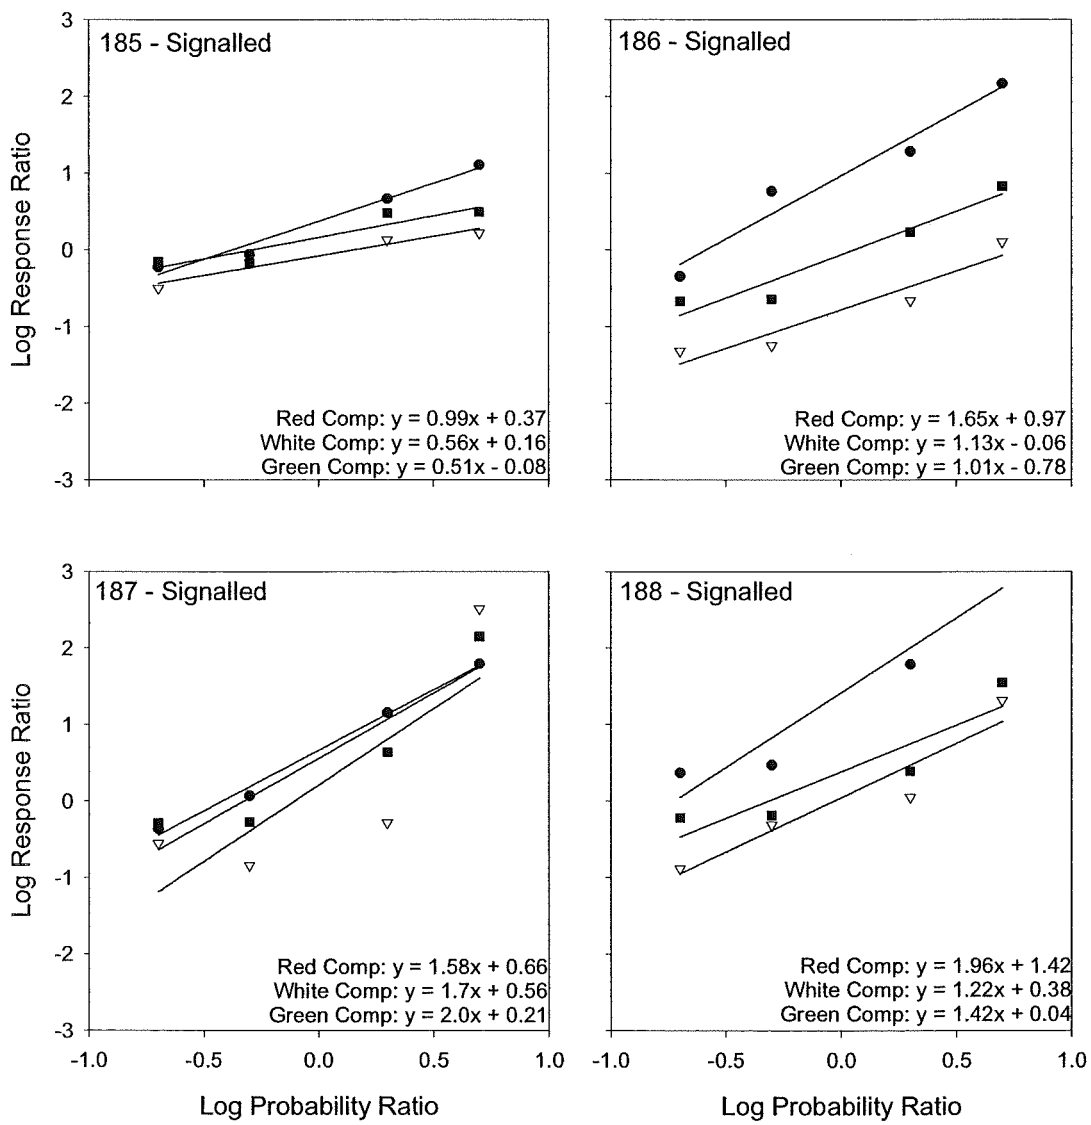 3
2
1
0
-1
-2
-3
Log Response Ratio
185 - Signalled
Red Comp: y = 0.99x + 0.37
White Comp: y = 0.56x + 0.16
Green Comp: y = 0.51x - 0.08
186 - Signalled
Red Comp: y = 1.65x + 0.97
White Comp: y = 1.13x - 0.06
Green Comp: y = 1.01x - 0.78
3
2
1
0
-1
-2
-3
Log Response Ratio
187 - Signalled
Red Comp: y = 1.58x + 0.66
White Comp: y = 1.7x + 0.56
Green Comp: y = 2.0x + 0.21
-1.0 -0.5 0.0 0.5 1.0
Log Probability Ratio
188 - Signalled
Red Comp: y = 1.96x + 1.42
White Comp: y = 1.22x + 0.38
Green Comp: y = 1.42x + 0.04
-1.0 -0.5 0.0 0.5 1.0
Log Probability Ratio